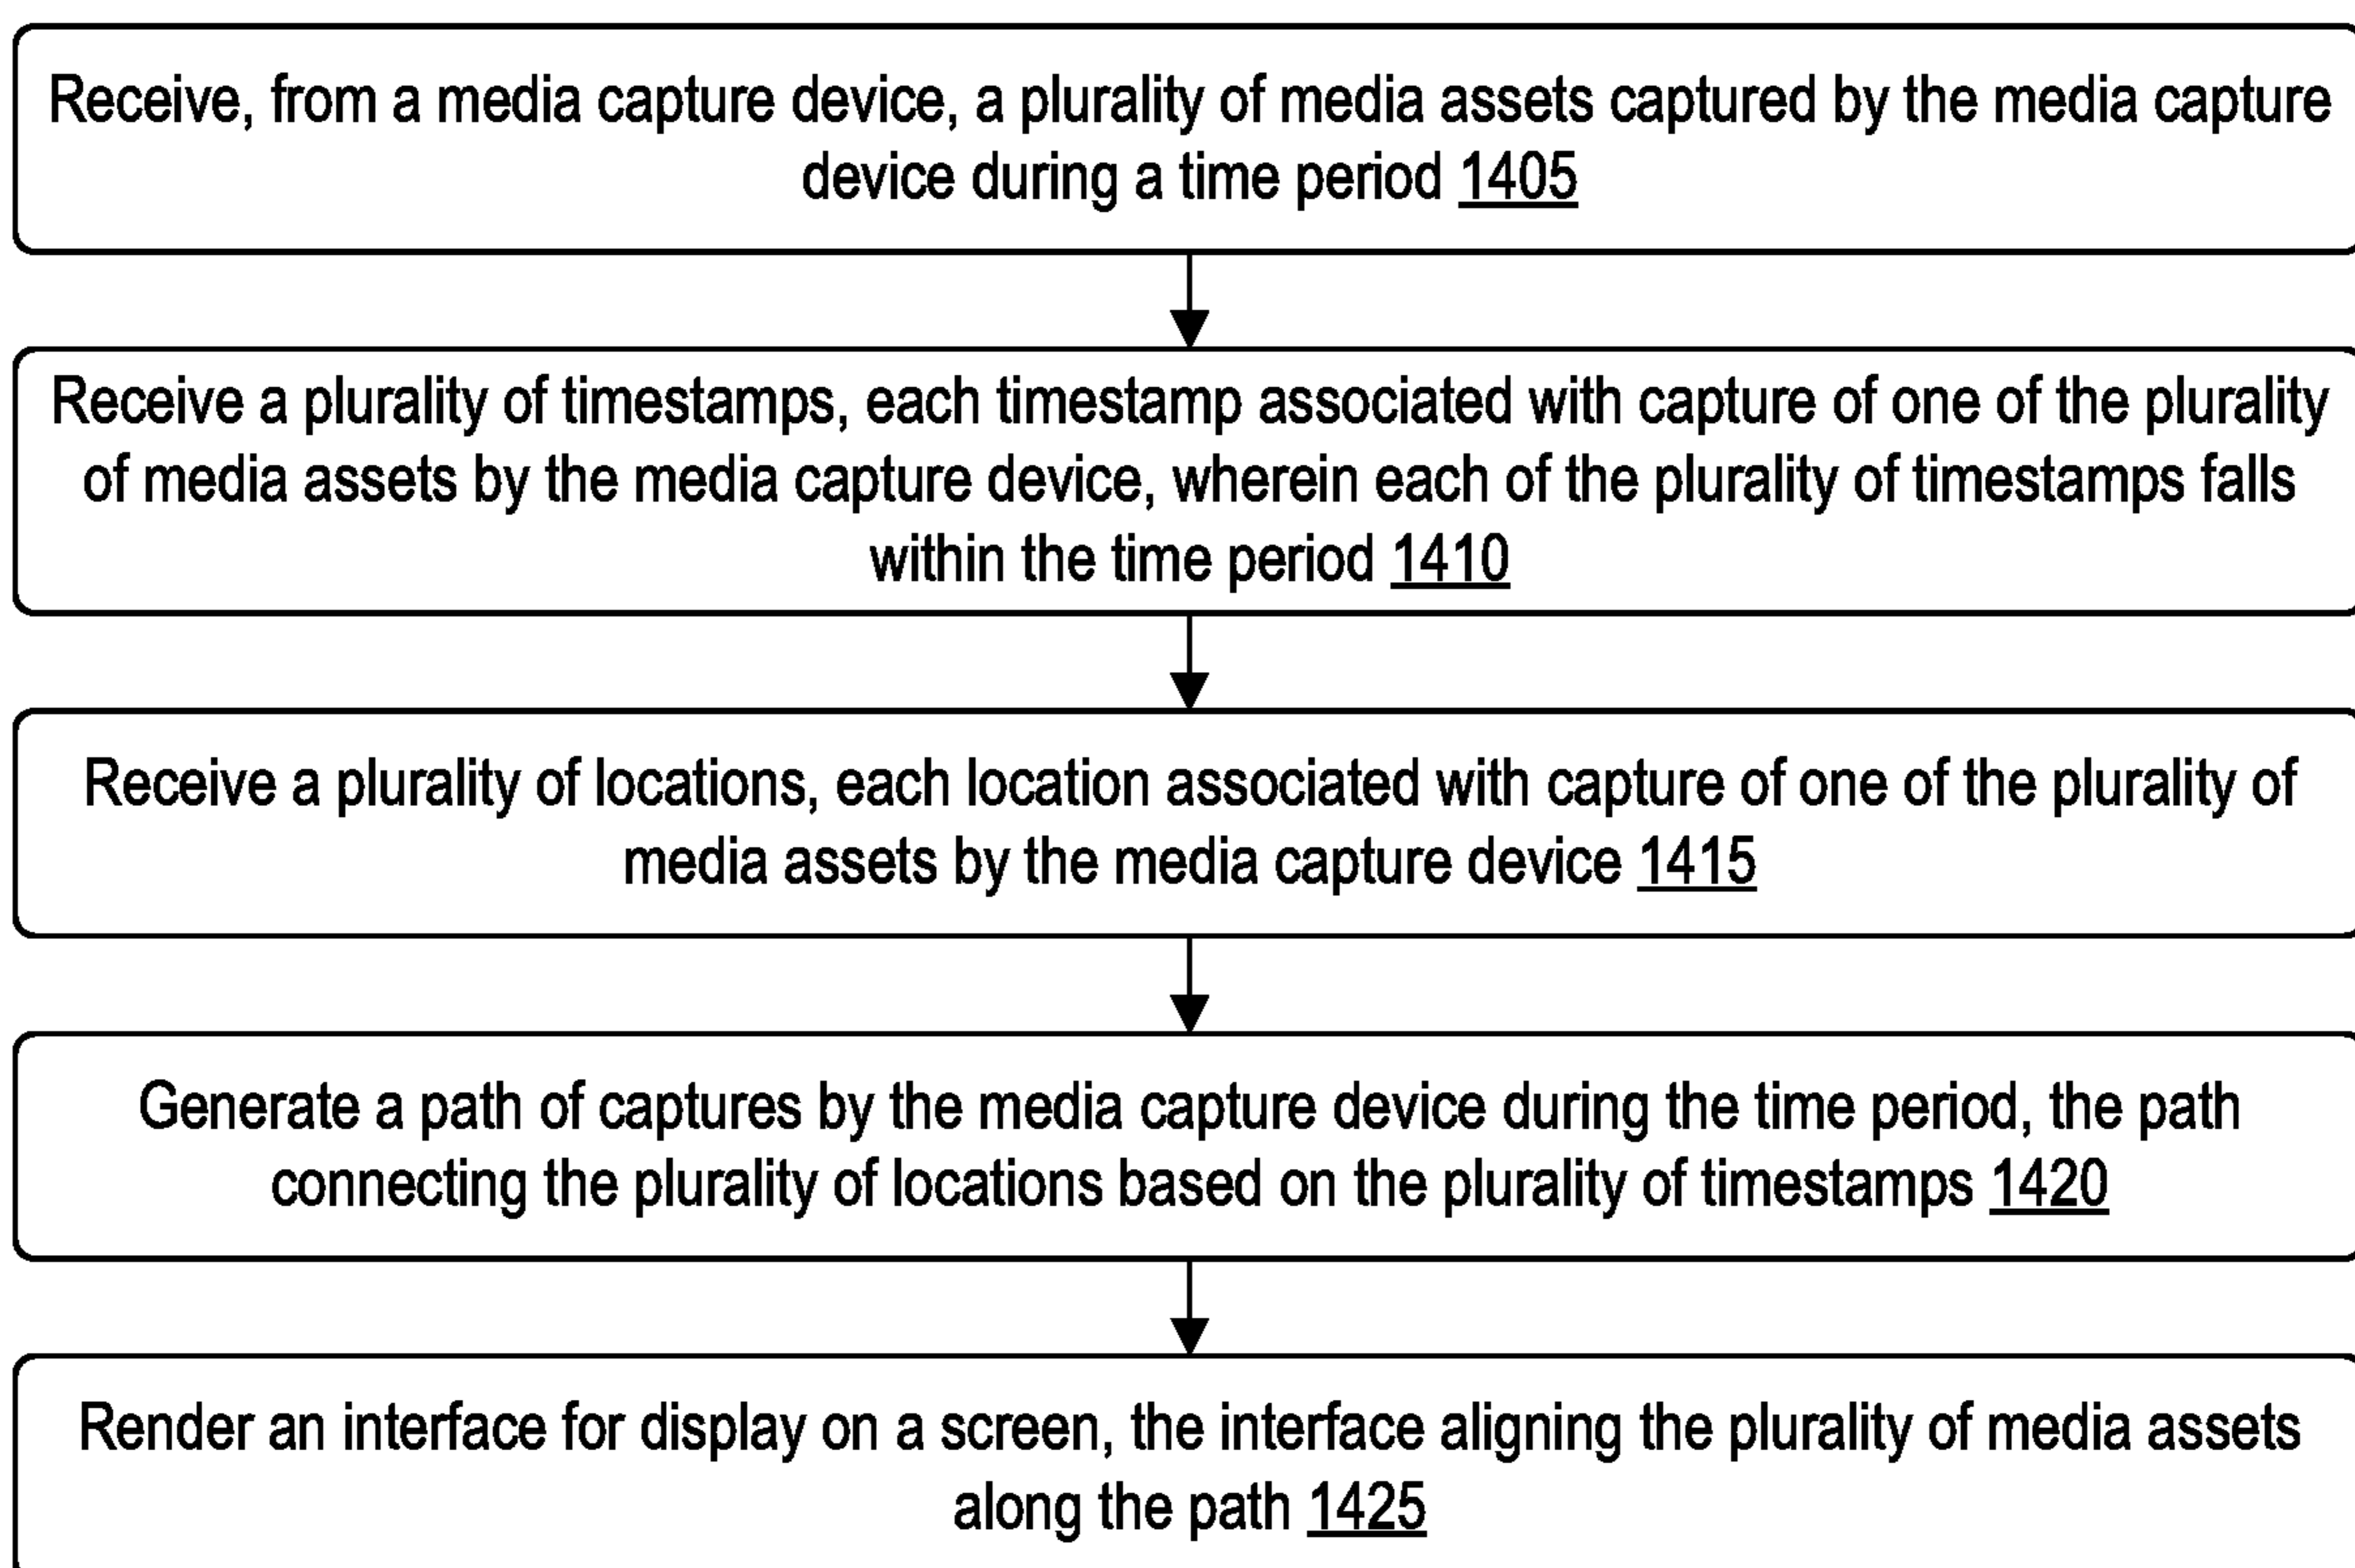 Receive, from a media capture device, a plurality of media assets captured by the media capture
device during a time period 1405
Receive a plurality of timestamps, each timestamp associated with capture of one of the plurality
of media assets by the media capture device, wherein each of the plurality of timestamps falls
within the time period 1410
Receive a plurality of locations, each location associated with capture of one of the plurality of
media assets by the media capture device 1415
Generate a path of captures by the media capture device during the time period, the path
connecting the plurality of locations based on the plurality of timestamps 1420
Render an interface for display on a screen, the interface aligning the plurality of media assets
along the path 1425